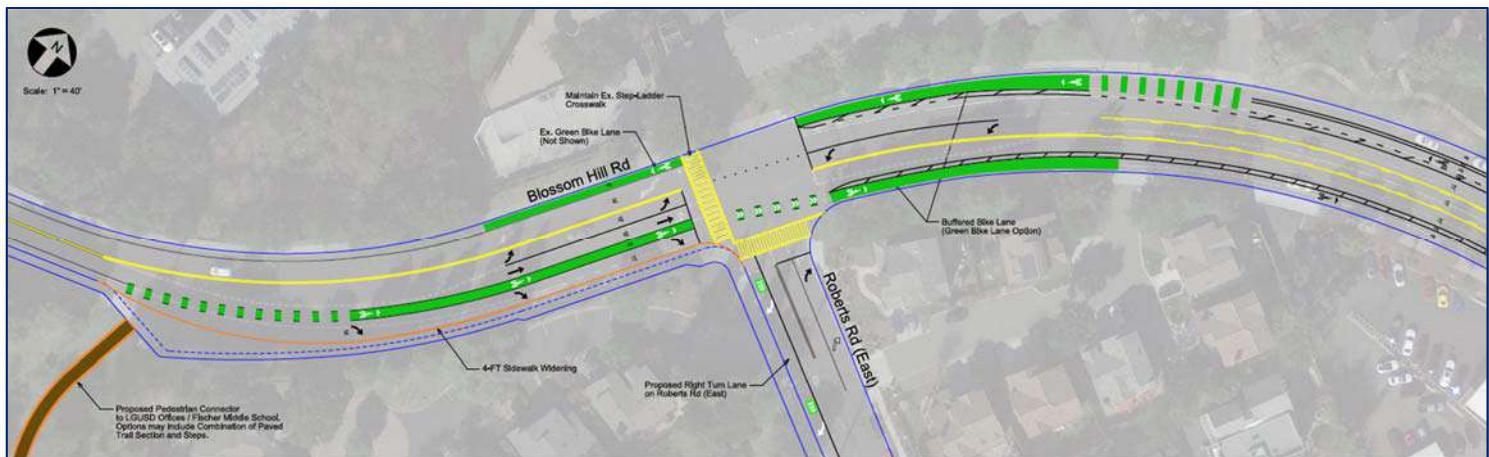 N
Scale: 1" = 40'
Maintain Ex. Step-Ladder
Crosswalk
Ex. Green Bike Lane
(Not Shown)
Blossom Hill Rd
Buffered Bike Lane
(Green Bike Lane Option)
Roberts Rd (East)
4-FT Sidewalk Widening
Proposed Right Turn Lane
on Roberts Rd (East)
Proposed Pedestrian Connector
to LGUSD Offices / Fischer Middle School.
Options may Include Combination of Paved
Trail Section and Steps.